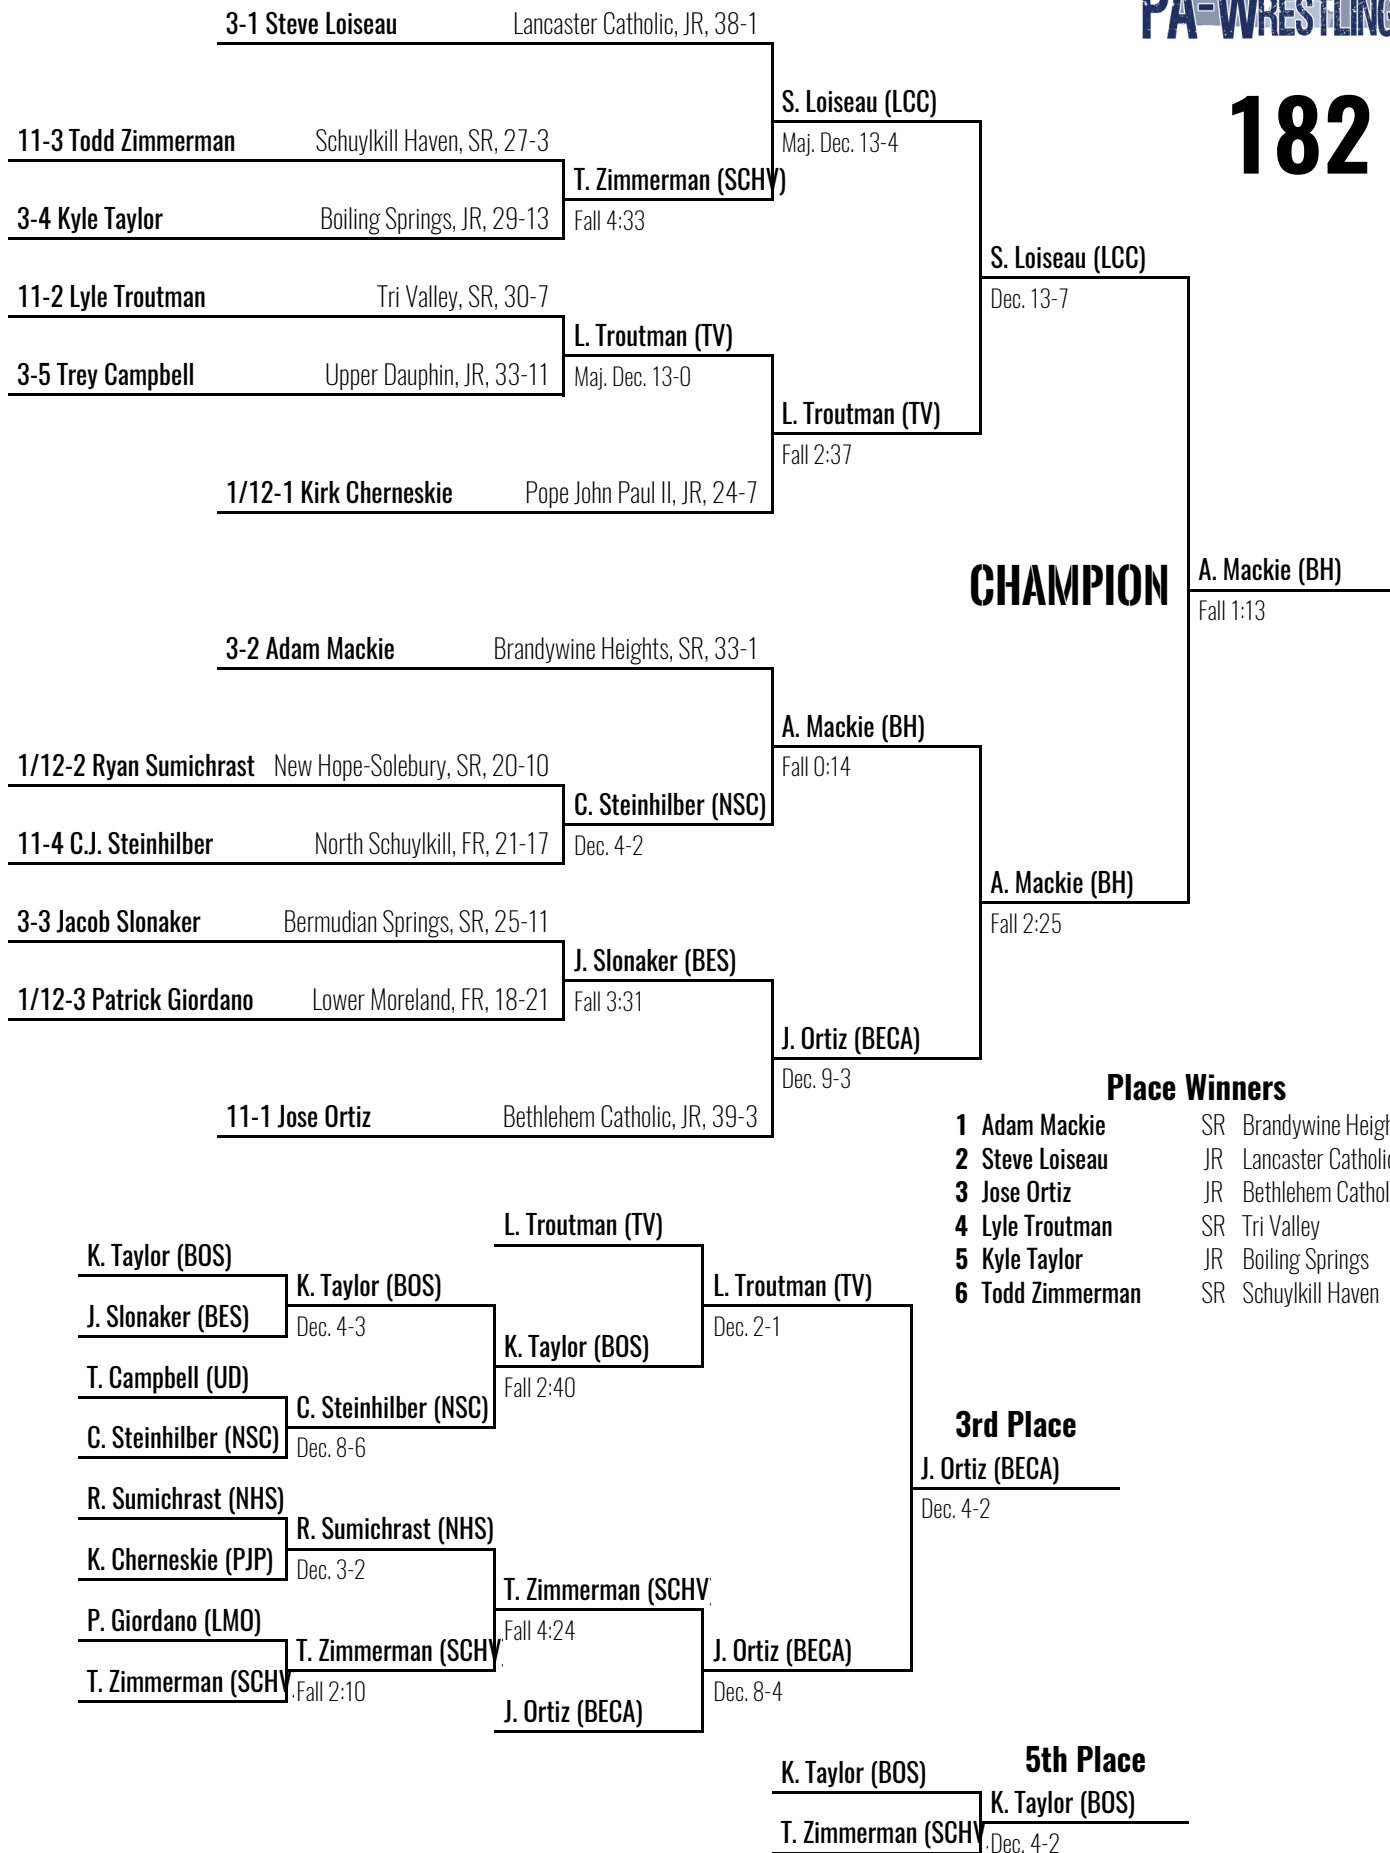 PA-WRESTLING
182
3-1 Steve Loiseau Lancaster Catholic, JR, 38-1
S. Loiseau (LCC)
Maj. Dec. 13-4
11-3 Todd Zimmerman Schuylkill Haven, SR, 27-3
T. Zimmerman (SCHV)
Fall 4:33
3-4 Kyle Taylor Boiling Springs, JR, 29-13
S. Loiseau (LCC)
Dec. 13-7
11-2 Lyle Troutman Tri Valley, SR, 30-7
L. Troutman (TV)
Maj. Dec. 13-0
3-5 Trey Campbell Upper Dauphin, JR, 33-11
L. Troutman (TV)
Fall 2:37
1/12-1 Kirk Cherneskie Pope John Paul II, JR, 24-7
CHAMPION
A. Mackie (BH)
Fall 1:13
3-2 Adam Mackie Brandywine Heights, SR, 33-1
A. Mackie (BH)
Fall 0:14
1/12-2 Ryan Sumichrast New Hope-Solebury, SR, 20-10
C. Steinhilber (NSC)
Dec. 4-2
11-4 C.J. Steinhilber North Schuylkill, FR, 21-17
A. Mackie (BH)
Fall 2:25
3-3 Jacob Slonaker Bermudian Springs, SR, 25-11
J. Slonaker (BES)
Fall 3:31
1/12-3 Patrick Giordano Lower Moreland, FR, 18-21
J. Ortiz (BECA)
Dec. 9-3
11-1 Jose Ortiz Bethlehem Catholic, JR, 39-3
Place Winners
1 Adam Mackie SR Brandywine Heigh
2 Steve Loiseau JR Lancaster Catholic
3 Jose Ortiz JR Bethlehem Cathol
4 Lyle Troutman SR Tri Valley
5 Kyle Taylor JR Boiling Springs
6 Todd Zimmerman SR Schuylkill Haven
L. Troutman (TV)
K. Taylor (BOS)
K. Taylor (BOS)
Dec. 4-3
J. Slonaker (BES)
L. Troutman (TV)
Dec. 2-1
K. Taylor (BOS)
Fall 2:40
T. Campbell (UD)
C. Steinhilber (NSC)
Dec. 8-6
C. Steinhilber (NSC)
3rd Place
J. Ortiz (BECA)
Dec. 4-2
R. Sumichrast (NHS)
R. Sumichrast (NHS)
Dec. 3-2
K. Cherneskie (PJP)
T. Zimmerman (SCHV)
Fall 4:24
P. Giordano (LMO)
T. Zimmerman (SCHV
Fall 2:10
T. Zimmerman (SCHV
J. Ortiz (BECA)
Dec. 8-4
J. Ortiz (BECA)
5th Place
K. Taylor (BOS)
K. Taylor (BOS)
Dec. 4-2
T. Zimmerman (SCHV